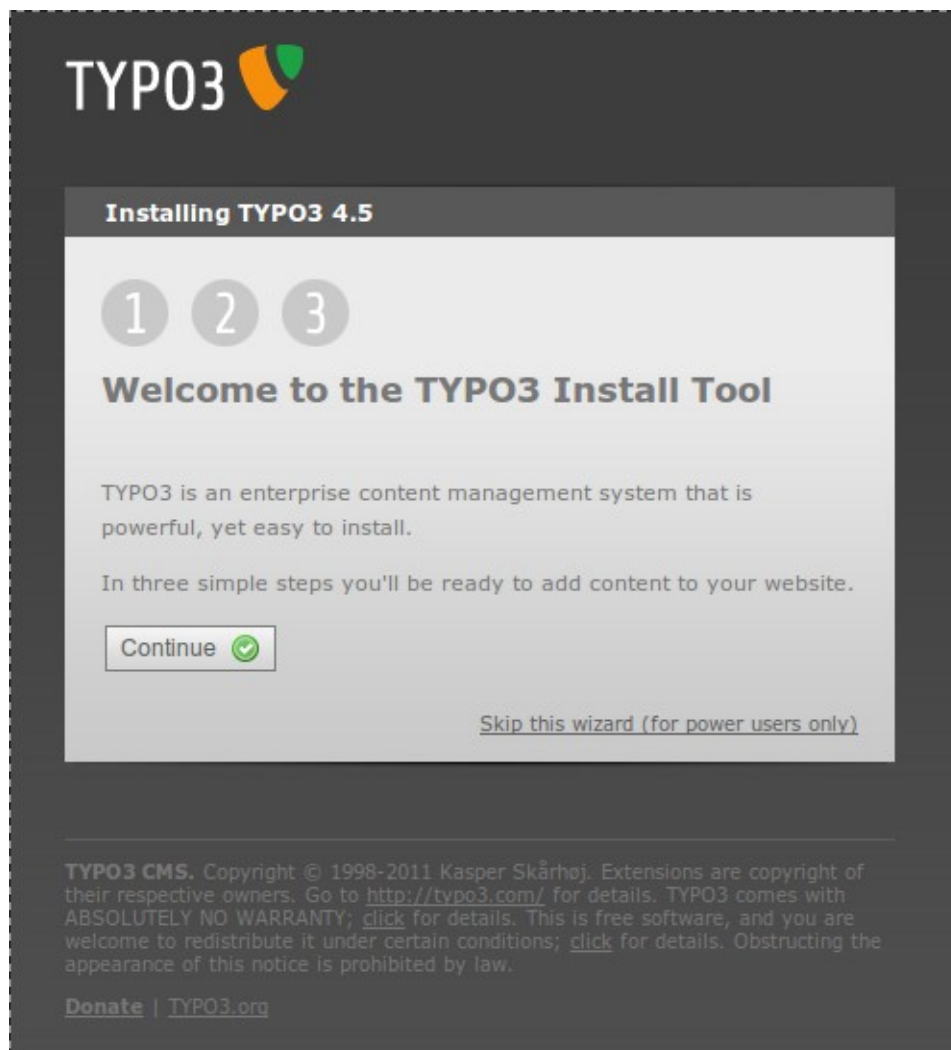 TYPO3
Installing TYPO3 4.5
1 2 3
Welcome to the TYPO3 Install Tool
TYPO3 is an enterprise content management system that is
powerful, yet easy to install.
In three simple steps you'll be ready to add content to your website.
Continue
Skip this wizard (for power users only)
TYPO3 CMS. Copyright © 1998-2011 Kasper Skårhøj. Extensions are copyright of
their respective owners. Go to http://typo3.com/ for details. TYPO3 comes with
ABSOLUTELY NO WARRANTY; click for details. This is free software, and you are
welcome to redistribute it under certain conditions; click for details. Obstructing the
appearance of this notice is prohibited by law.
Donate | TYPO3.org